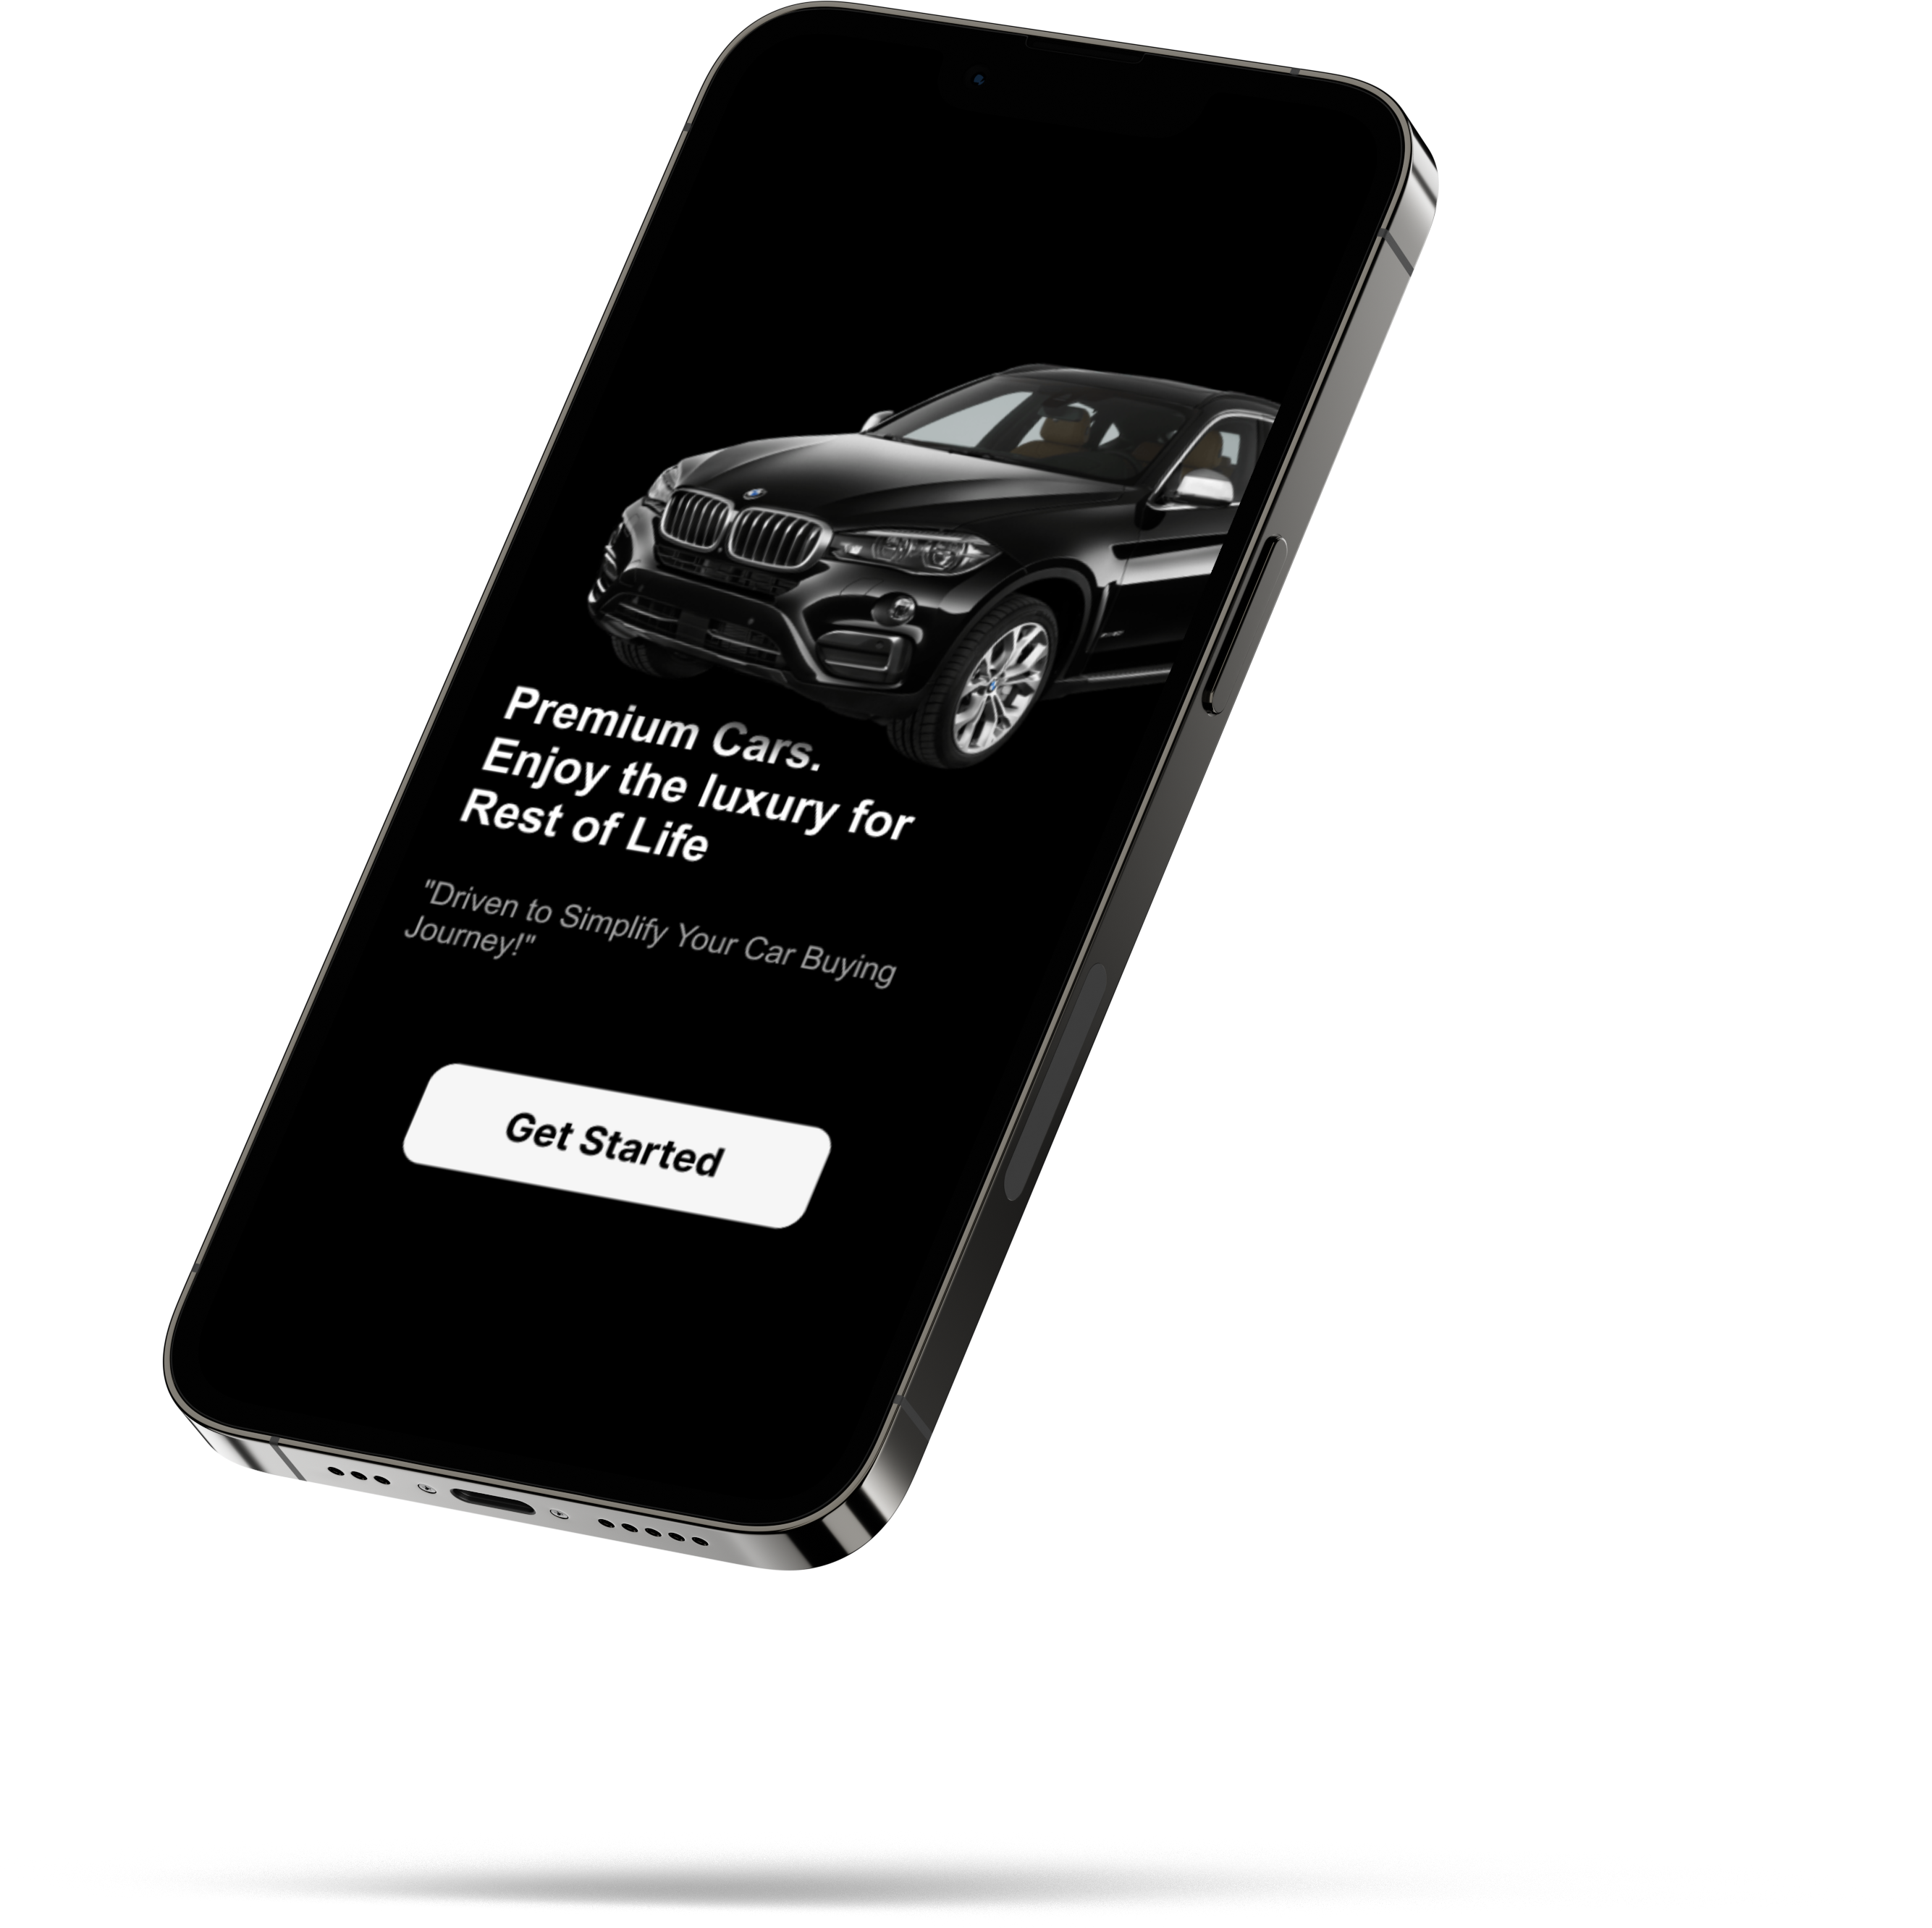 Premium Cars.
Enjoy the luxury for
Rest of Life
"Driven to Simplify Your Car Buying
Journey!"
Get Started